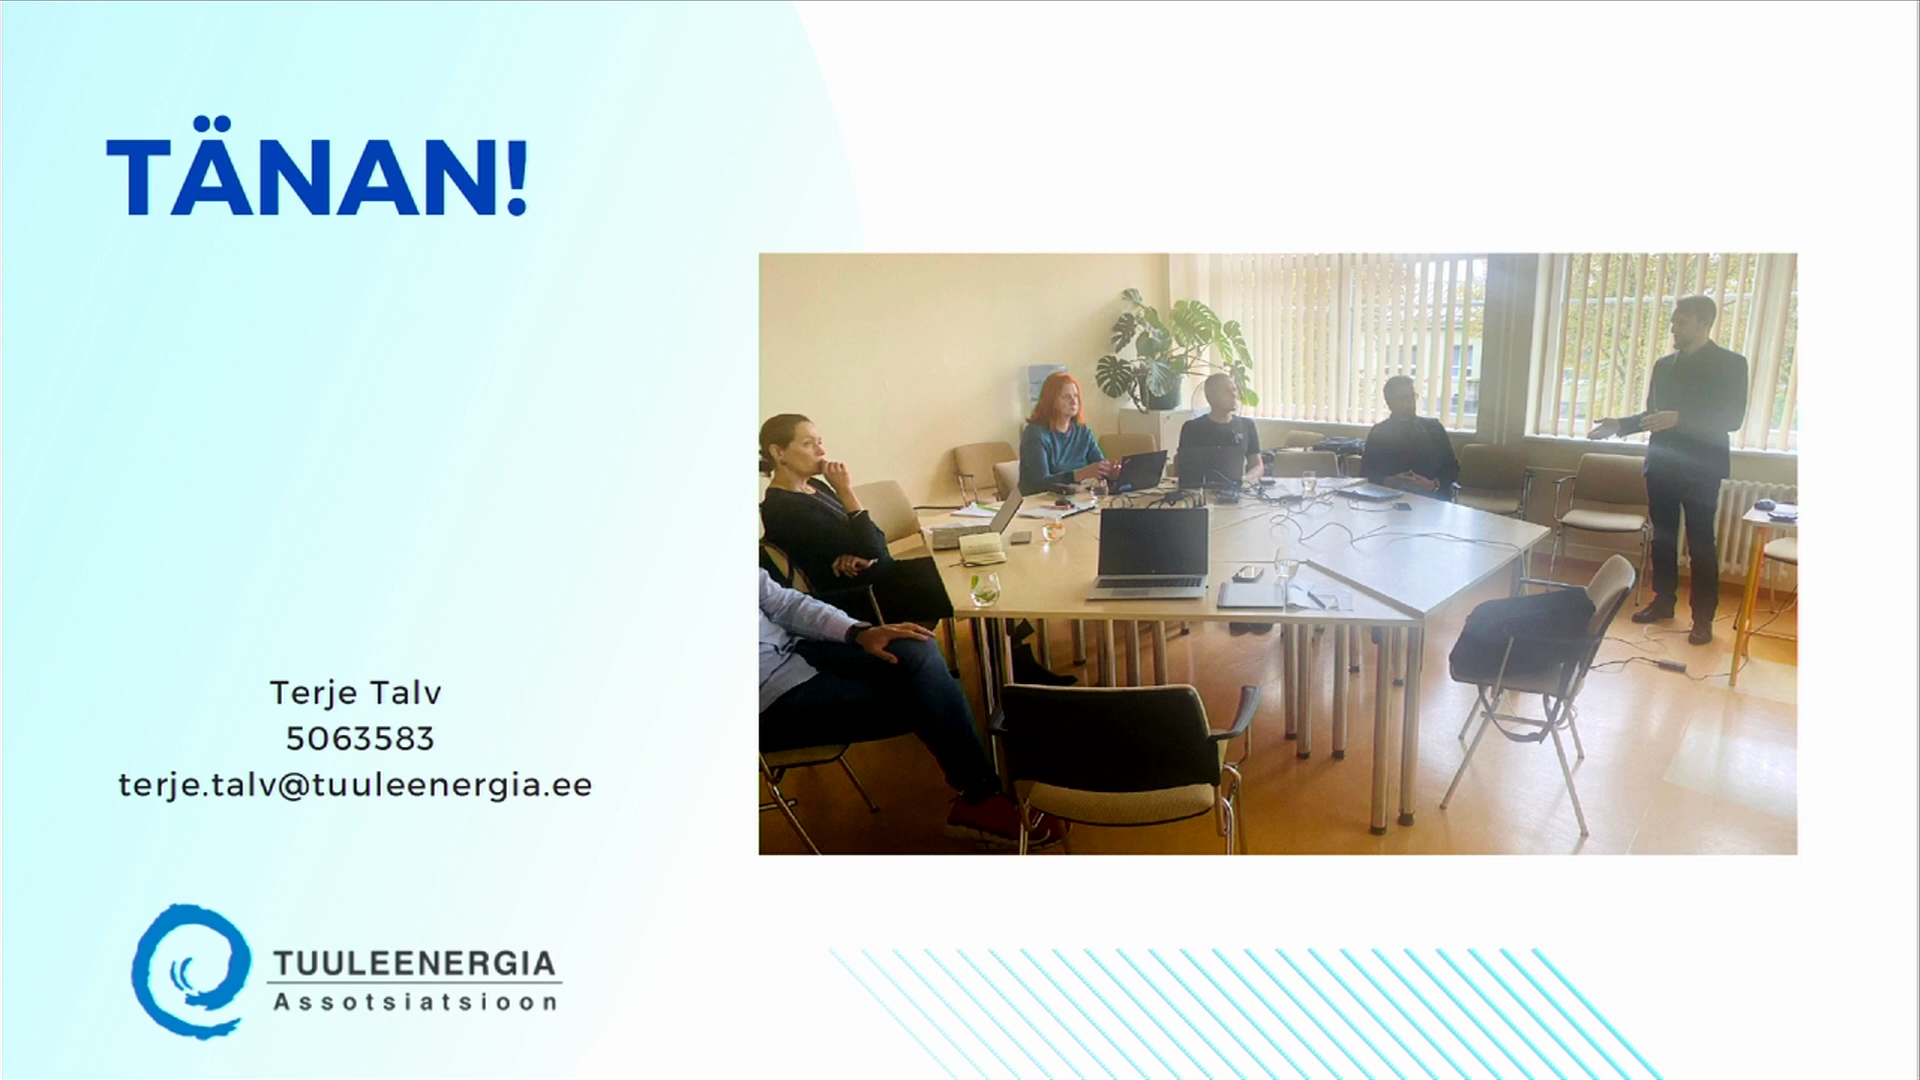 TÄNAN!
Terje Talv
5063583
terje.talv@tuuleenergia.ee
TUULEENERGIA
Assotsiatsioon